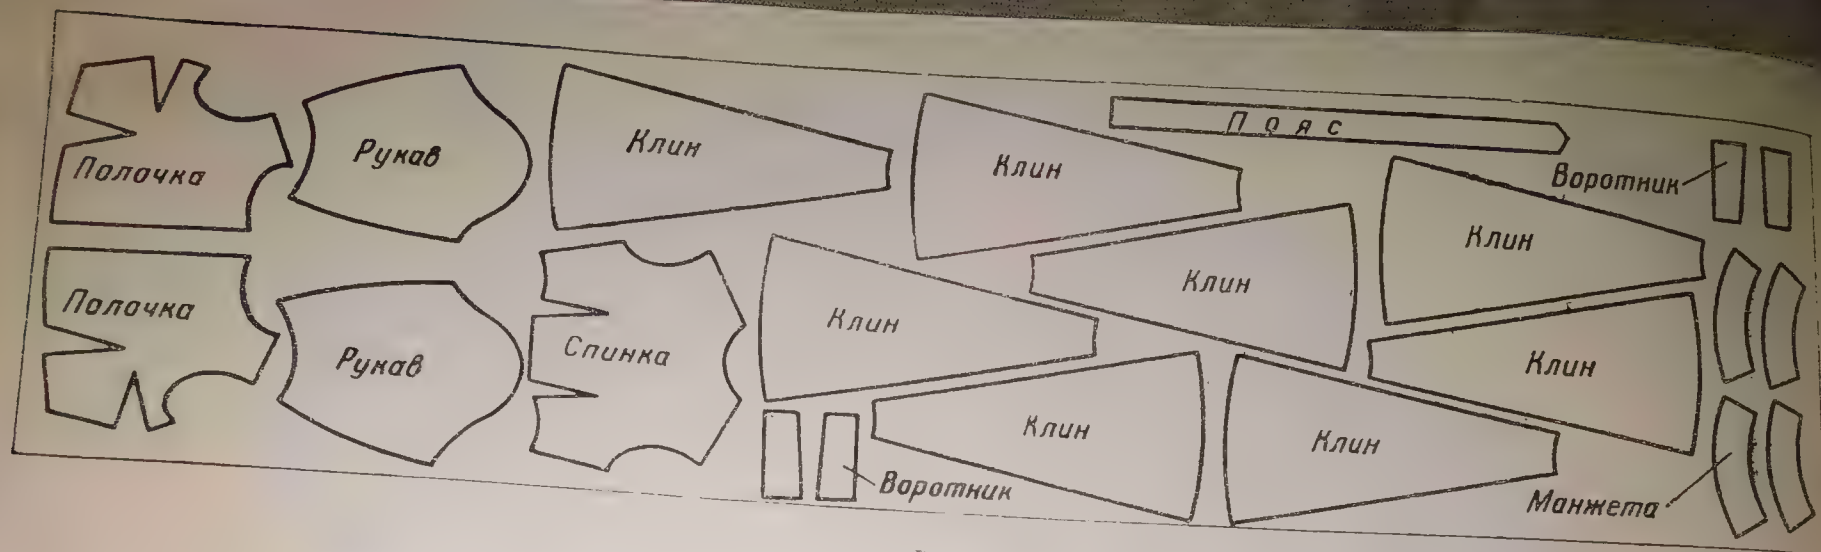 Полочка
Рукав
Клин
Клин
Пояс
Воротник
Клин
Клин
Полочка
Рукав
Спинка
Клин
Клин
Клин
Клин
Воротник
Манжета